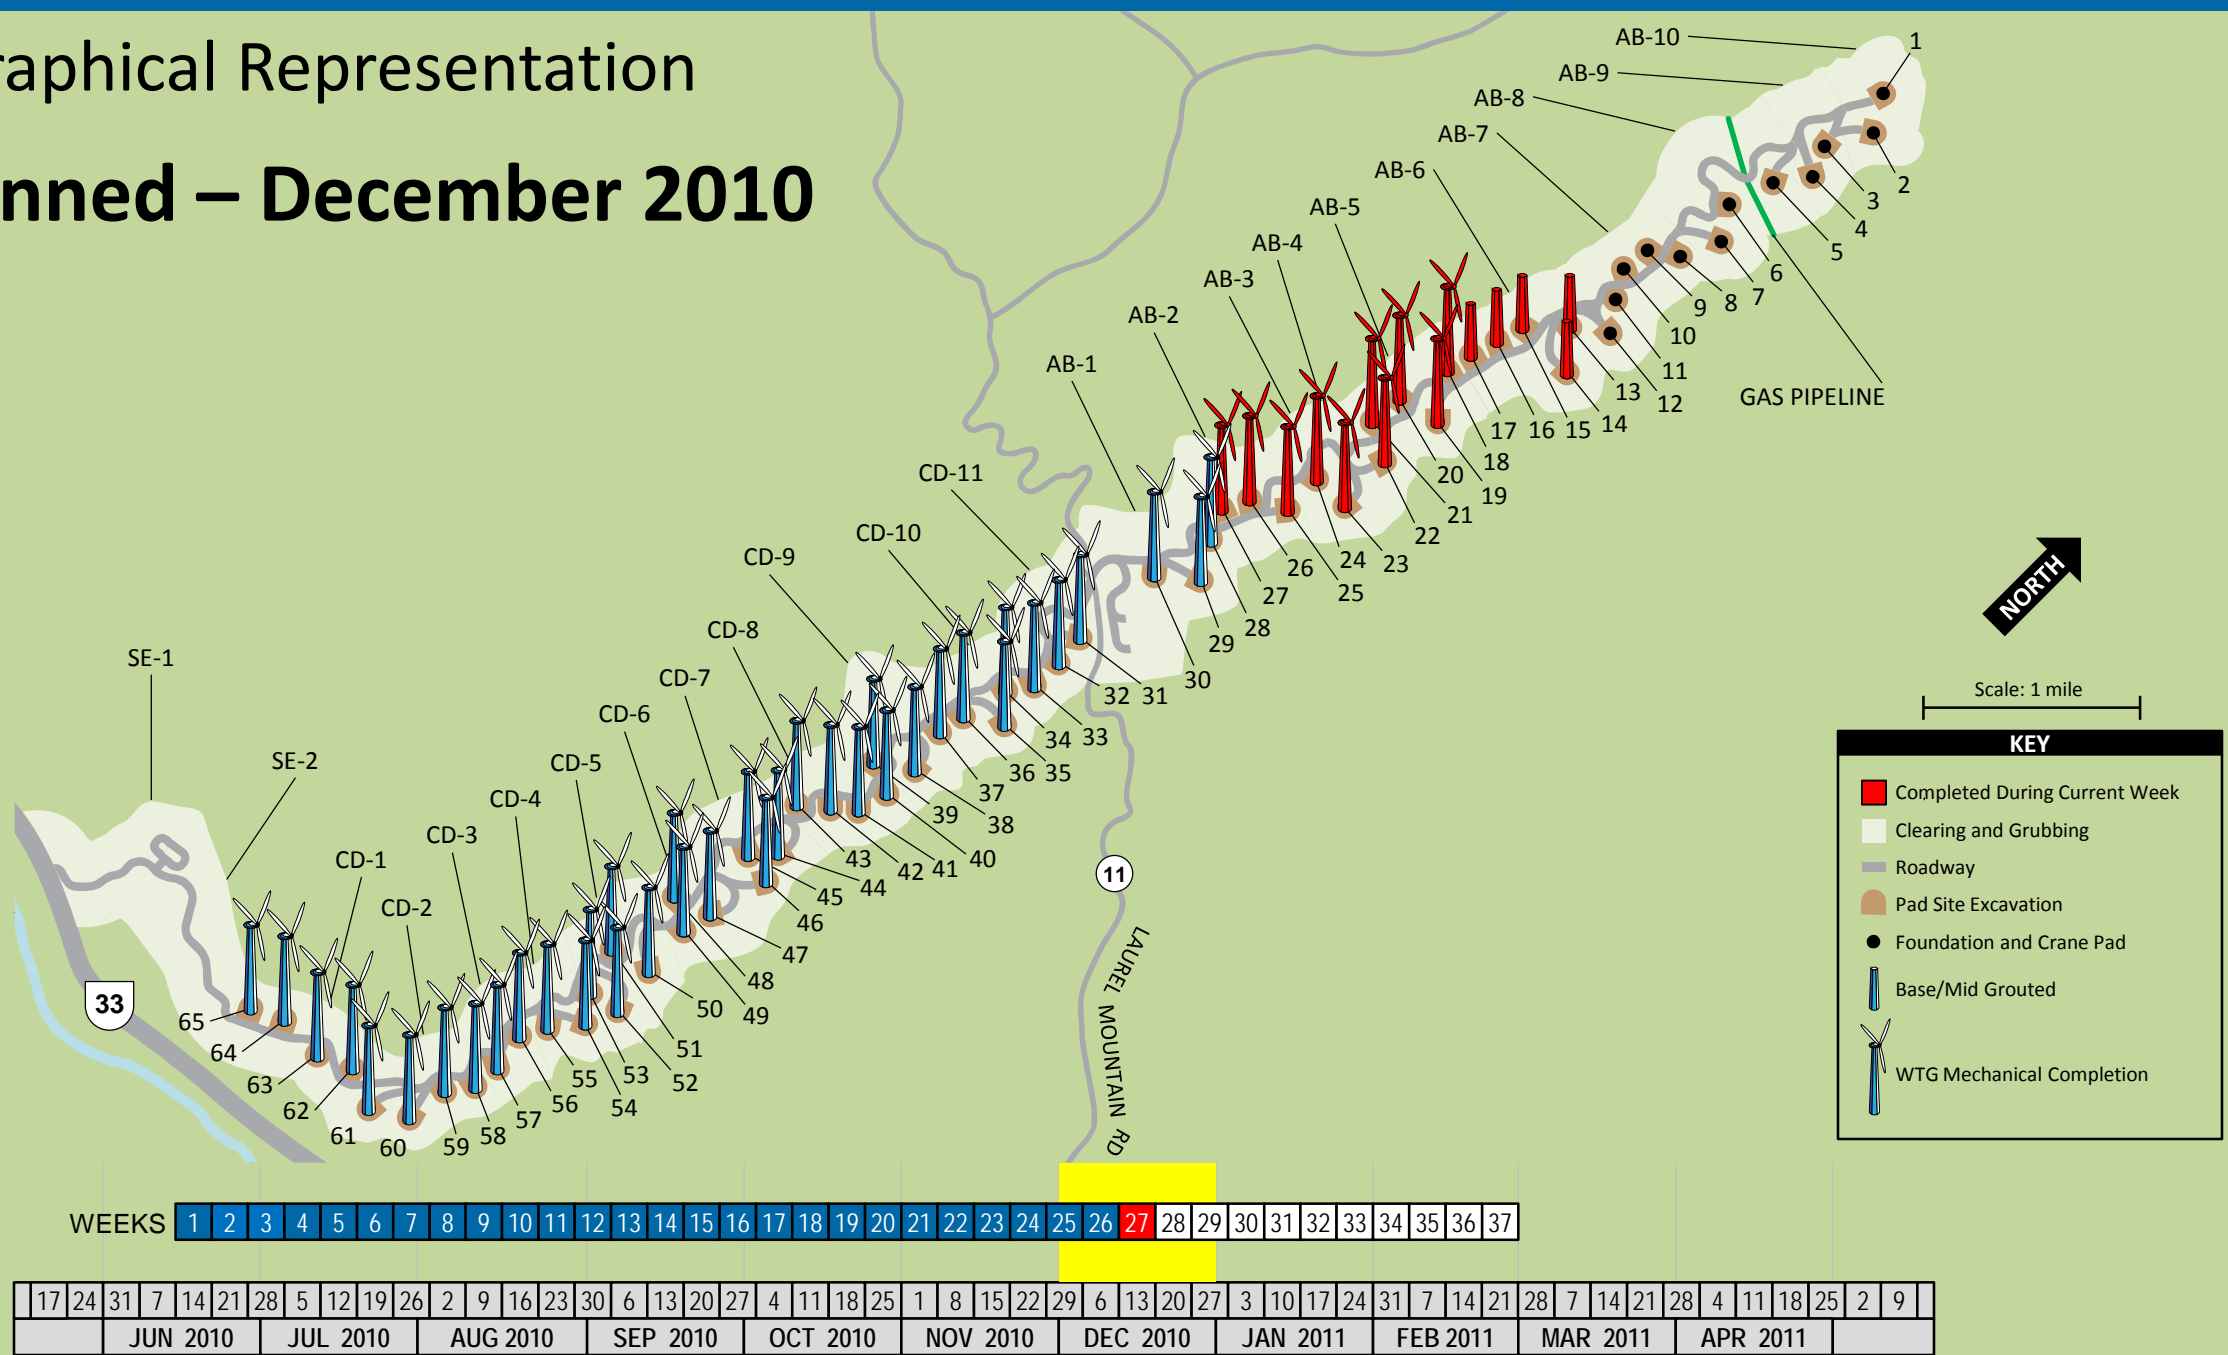 raphical Representation
nned – December 2010
AB-10
1
AB-9
AB-8
AB-7
AB-6
2
3
4
AB-5
5
AB-4
6
AB-3
7
8
9
AB-2
10
11
AB-1
12
13
GAS PIPELINE
14
15
16
17
18
20
19
21
22
CD-11
24
23
26
25
CD-10
27
28
CD-9
29
NORTH
30
CD-8
31
32
SE-1
CD-7
Scale: 1 mile
CD-6
33
34
35
36
KEY
SE-2
CD-5
37
Completed During Current Week
CD-4
39
38
Clearing and Grubbing
CD-3
40
CD-1
43
42
41
Roadway
11
44
45
CD-2
46
Pad Site Excavation
47
Foundation and Crane Pad
LAUREL MOUNTAIN RD
48
Base/Mid Grouted
33
50
49
65
51
64
WTG Mechanical Completion
53
55
52
63
56
54
62
57
61
58
60
59
WEEKS 1 2 3 4 5 6 7 8 9 10 11 12 13 14 15 16 17 18 19 20 21 22 23 24 25 26 27 28 29 30 31 32 33 34 35 36 37
17 24 31 7 14 21 28 5 12 19 26 2 9 16 23 30 6 13 20 27 4 11 18 25 1 8 15 22 29 6 13 20 27 3 10 17 24 31 7 14 21 28 7 14 21 28 4 11 18 25 2 9
JUN 2010 JUL 2010 AUG 2010 SEP 2010 OCT 2010 NOV 2010 DEC 2010 JAN 2011 FEB 2011 MAR 2011 APR 2011